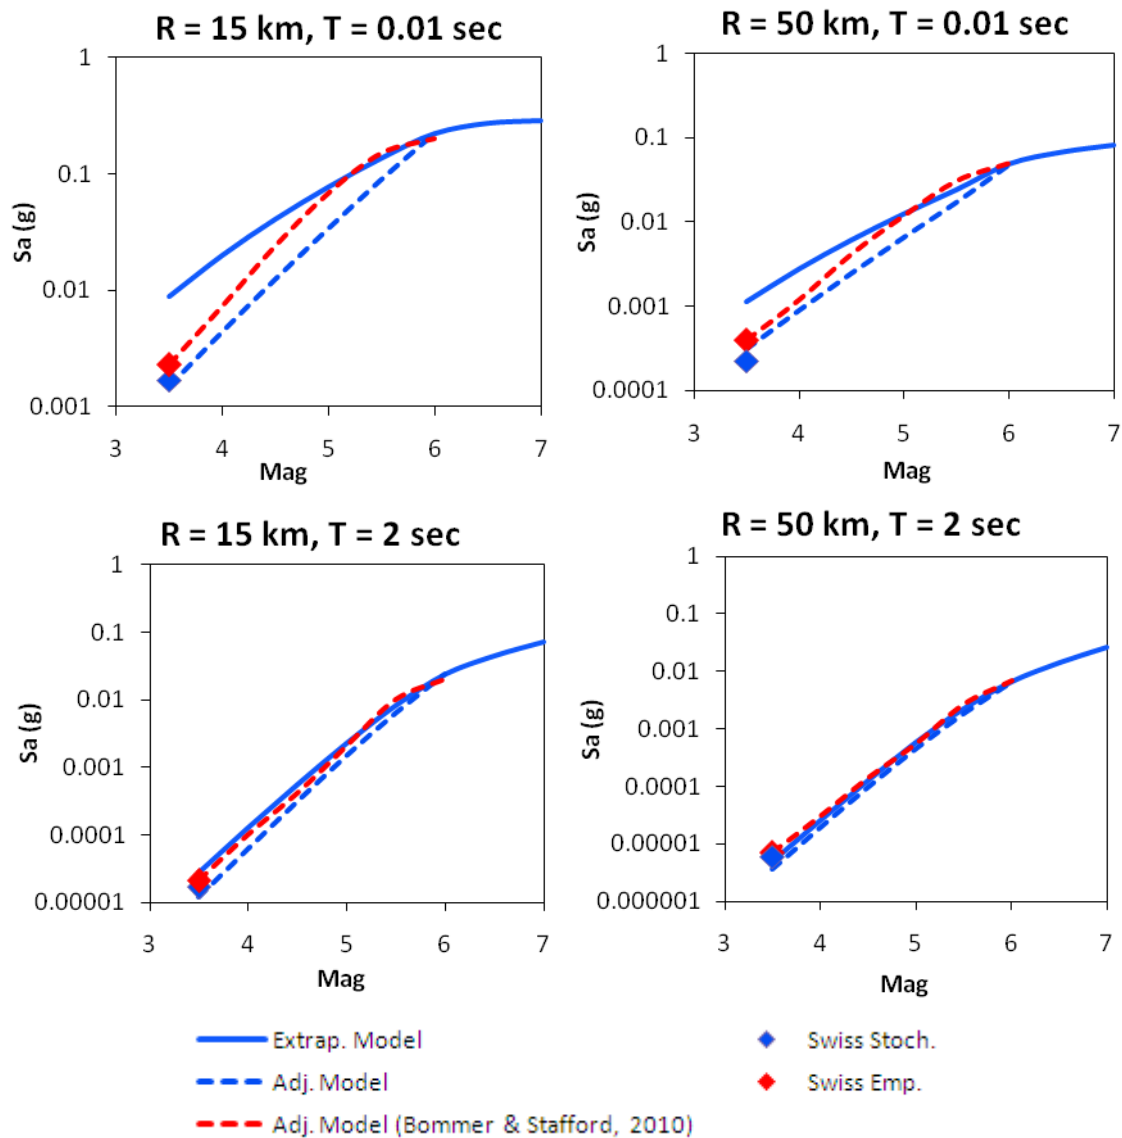 R = 15 km, T = 0.01 sec
1
0.1
0.01
0.001
Sa (g)
3 4 5 6 7
Mag
R = 50 km, T = 0.01 sec
1
0.1
0.01
0.001
0.0001
Sa (g)
3 4 5 6 7
Mag
R = 15 km, T = 2 sec
1
0.1
0.01
0.001
0.0001
0.00001
Sa (g)
3 4 5 6 7
Mag
R = 50 km, T = 2 sec
1
0.1
0.01
0.001
0.0001
0.00001
0.000001
Sa (g)
3 4 5 6 7
Mag
Extrap. Model
Adj. Model
Adj. Model (Bommer & Stafford, 2010)
Swiss Stoch.
Swiss Emp.